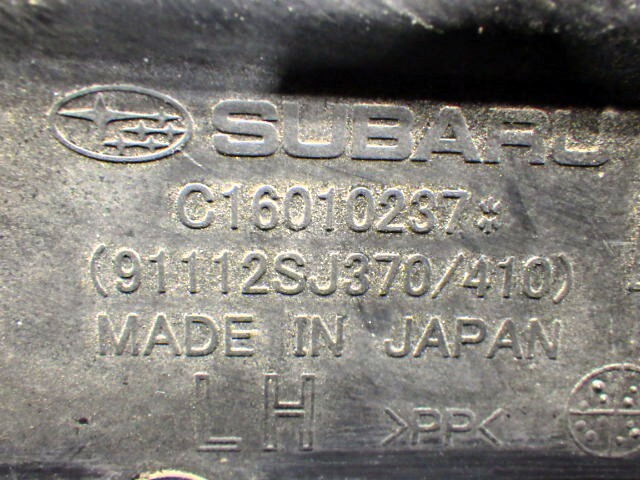 SUBARU
C16010237*
(91112SJ370/410)
MADE IN JAPAN
LH >PP<